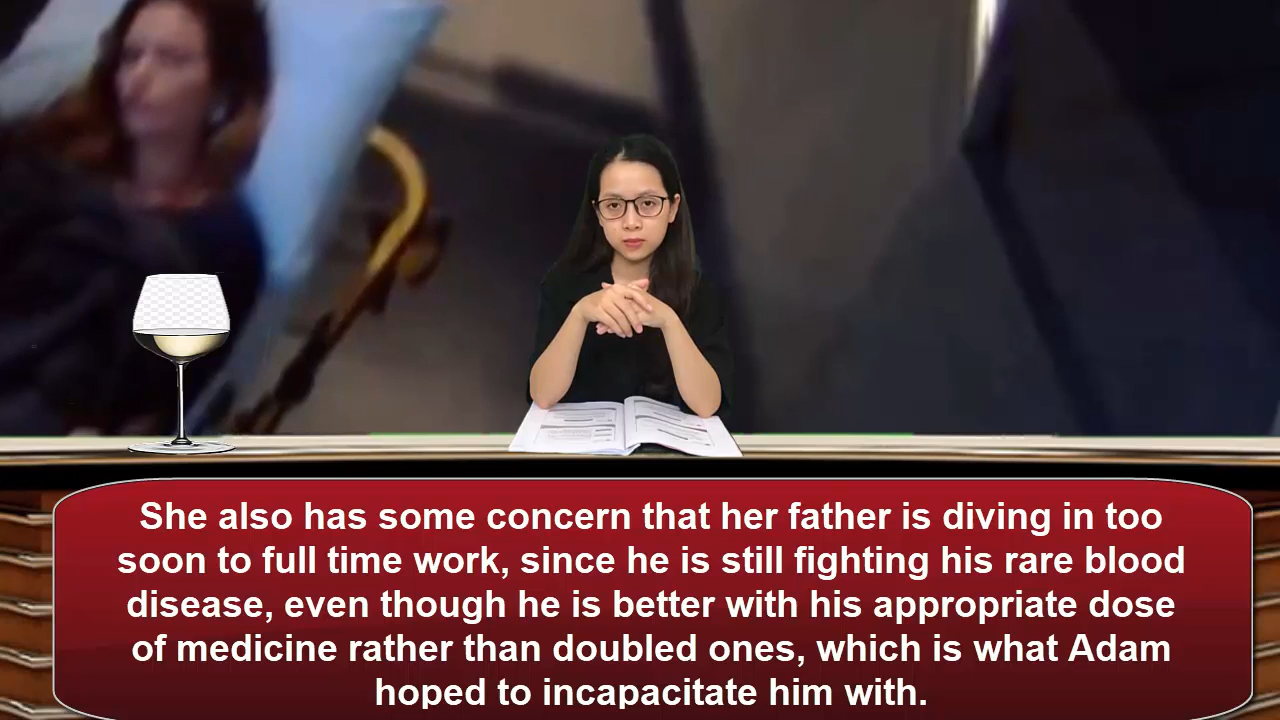 She also has some concern that her father is diving in too
soon to full time work, since he is still fighting his rare blood
disease, even though he is better with his appropriate dose
of medicine rather than doubled ones, which is what Adam
hoped to incapacitate him with.